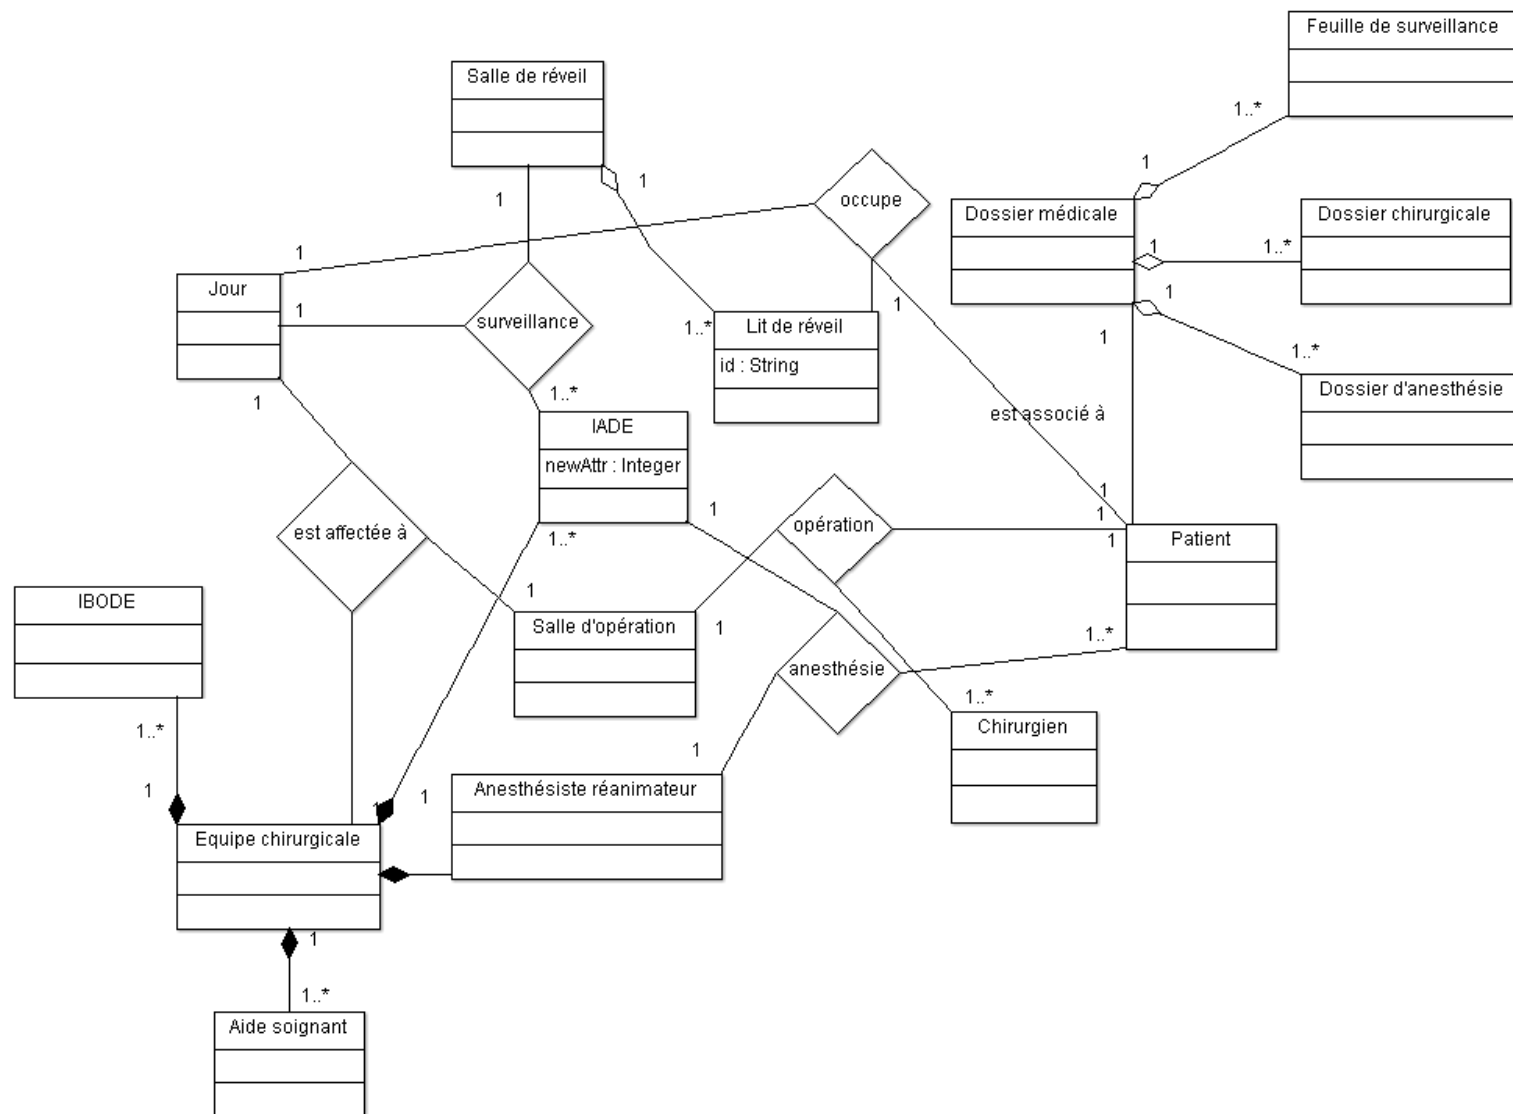 Feuille de surveillance
1..*
Salle de réveil
1
1
1
occupe
Dossier médicale
Dossier chirurgicale
1
1..*
1
Jour
1
surveillance
1
1..*
Lit de réveil
id : String
1
1
1
1..*
Dossier d'anesthésie
1
1..*
IADE
newAttr : Integer
est associé à
1
1
1
opération
1
Patient
est affectée à
1..*
1
IBODE
1
Salle d'opération
1
1..*
anesthésie
1..*
Chirurgien
1..*
1
Anesthésiste réanimateur
1
1
1
Equipe chirurgicale
1
1..*
Aide soignant